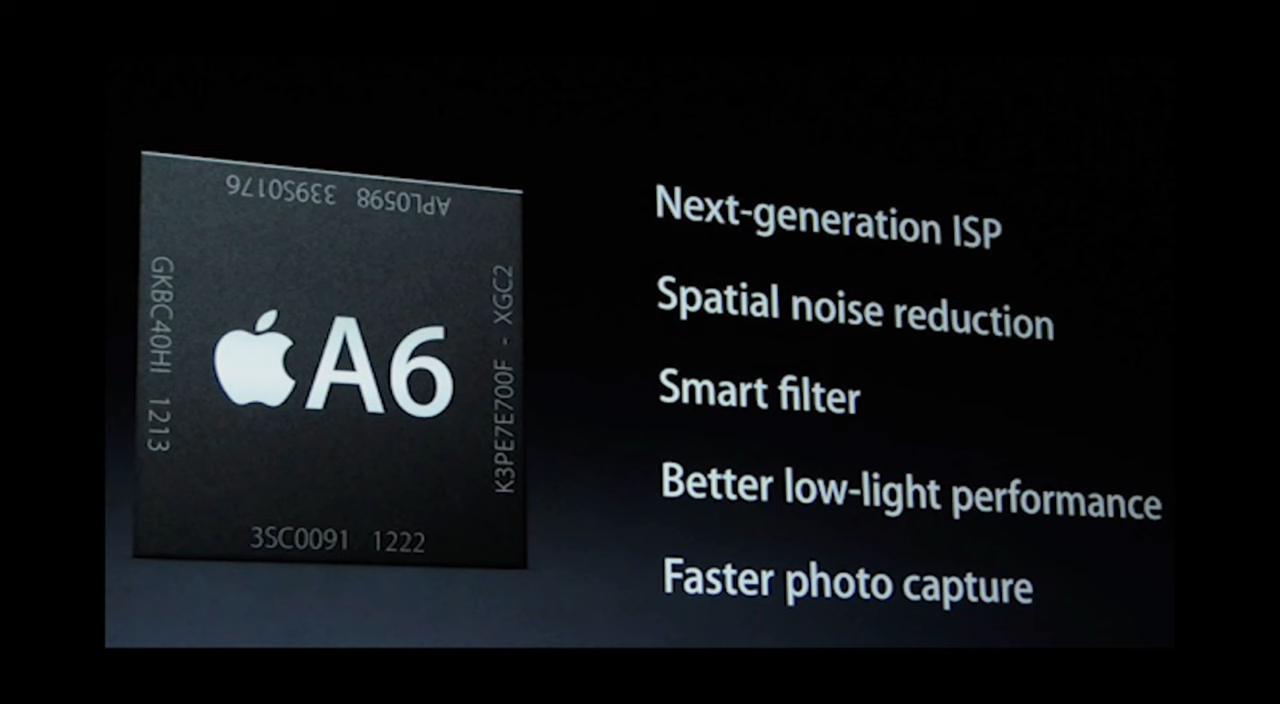 APL0598 339S0176
GKBC40HI 1213
A6
K3PE7E700F - XGC2
3SC0091 1222
Next-generation ISP
Spatial noise reduction
Smart filter
Better low-light performance
Faster photo capture